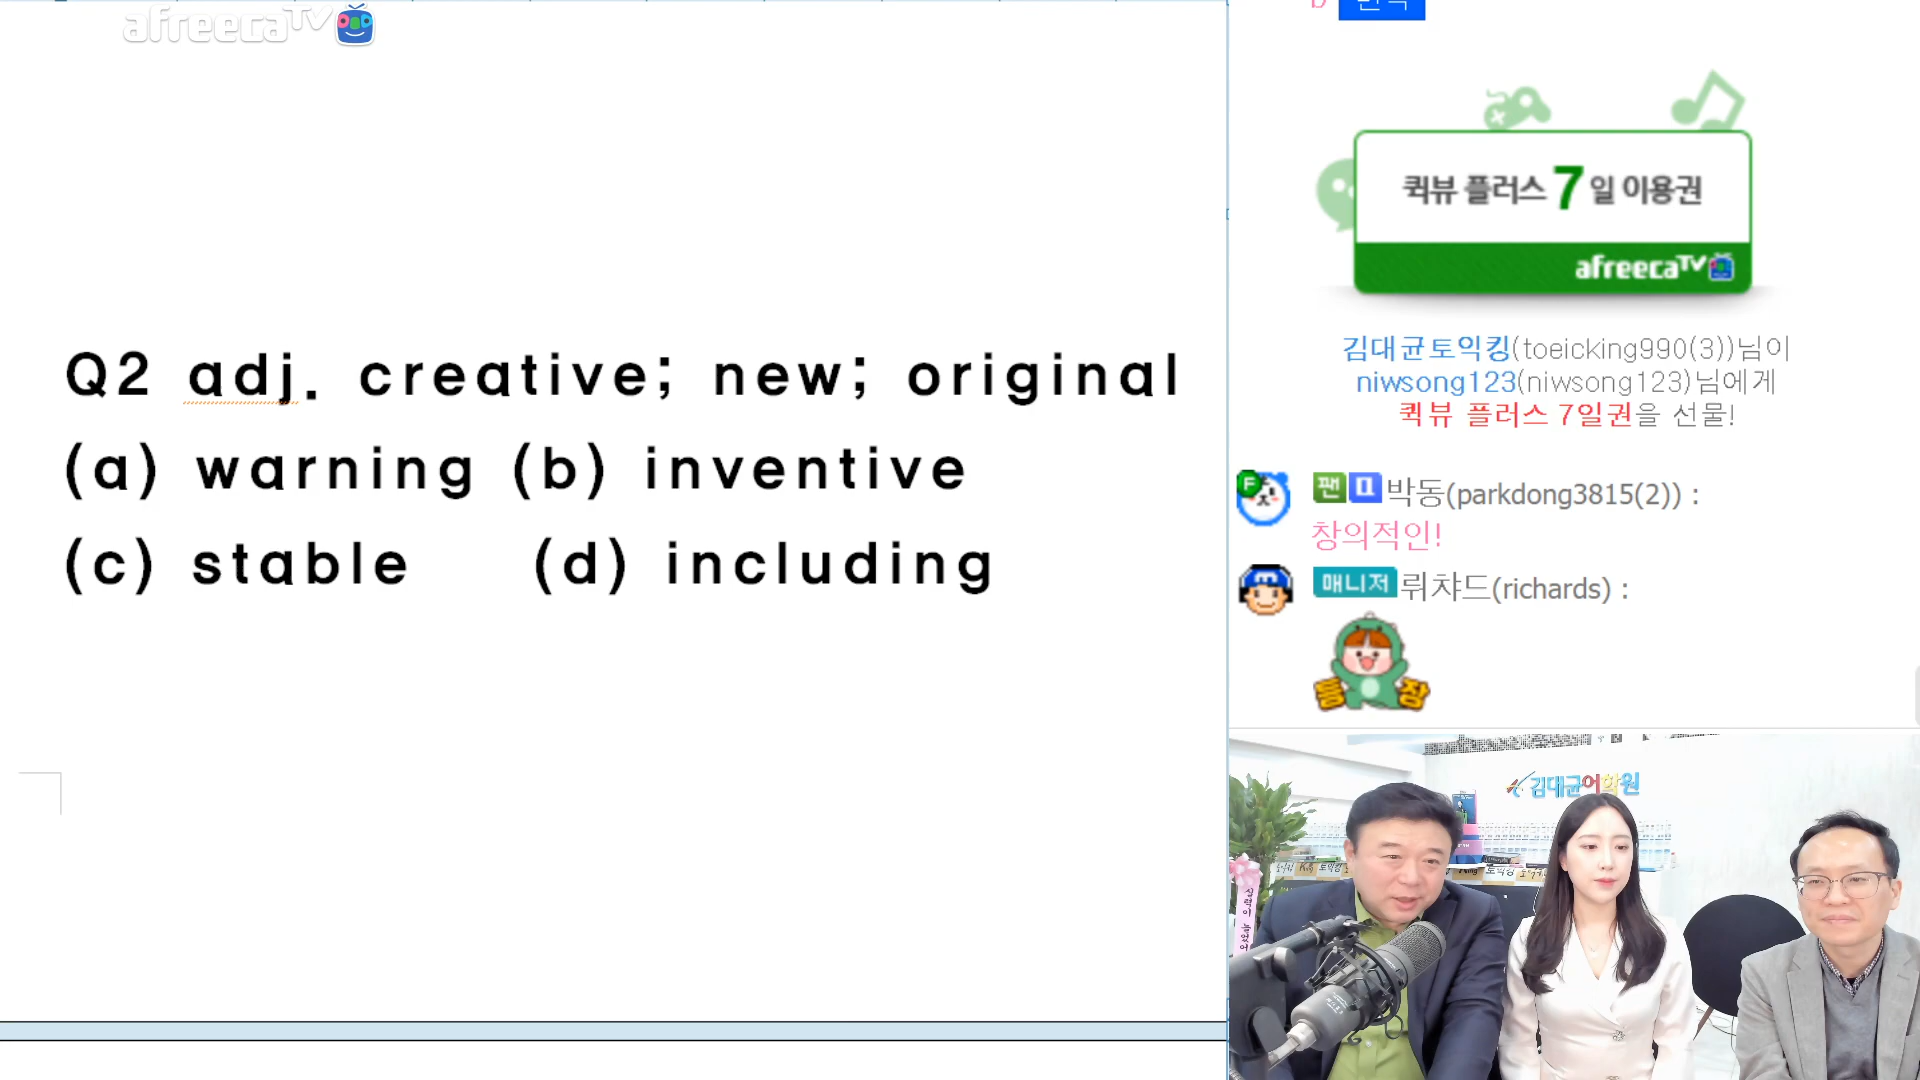 afreecaTV
Q2 adj. creative; new; original
(a) warning (b) inventive
(c) stable (d) including
퀵뷰 플러스 7일 이용권
afreecaTV
김대균토익킹(toeicking990(3))님이
niwsong123(niwsong123)님에게
퀵뷰 플러스 7일권을 선물!
F 팬 박동(parkdong3815(2)) :
창의적인!
매니저 뤼챠드(richards) :
등장
김대균어학원